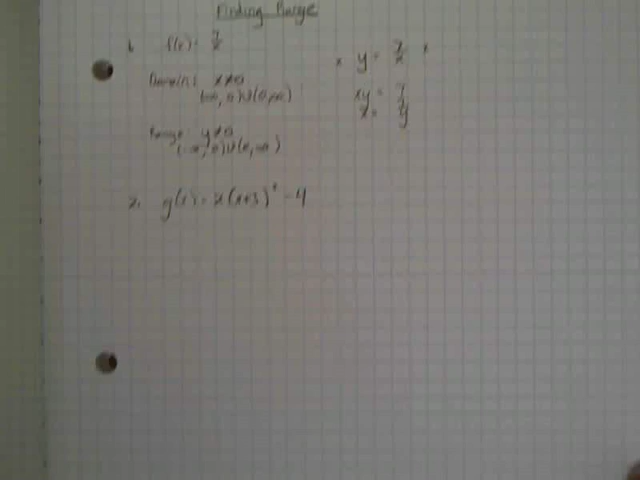 Finding Range
1. f(x) = 7/x
Domain: x ≠ 0
(-∞, 0) ∪ (0, ∞)
Range: y ≠ 0
(-∞, 0) ∪ (0, ∞)
x y = 7/x x
xy = 7
x = 7/y
2. g(x) = 2(x+3)² - 4